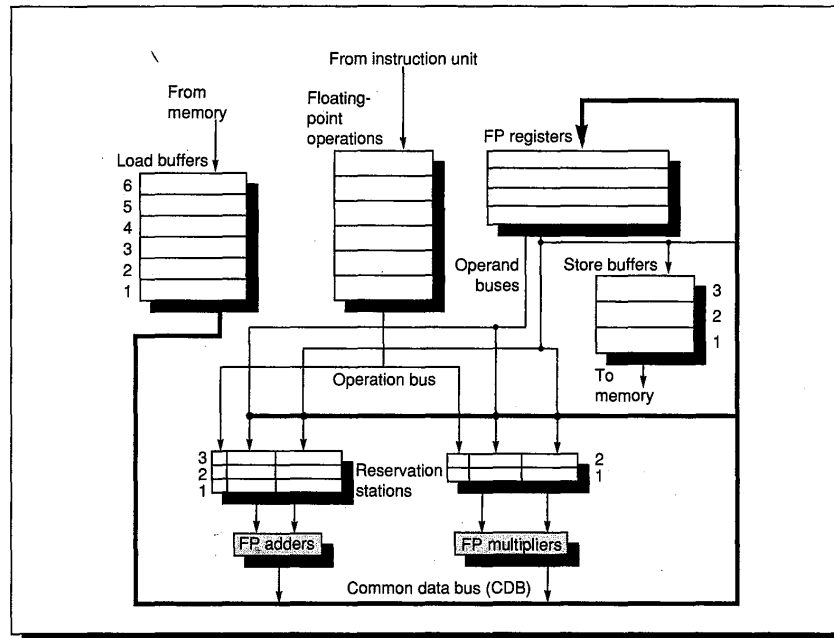 From instruction unit
From
memory
Floating-
point
operations
FP registers
Load buffers
6
5
4
3
2
1
Operand
buses
Store buffers
3
2
1
To
memory
Operation bus
3
2
1
Reservation
stations
2
1
FP adders
FP multipliers
Common data bus (CDB)